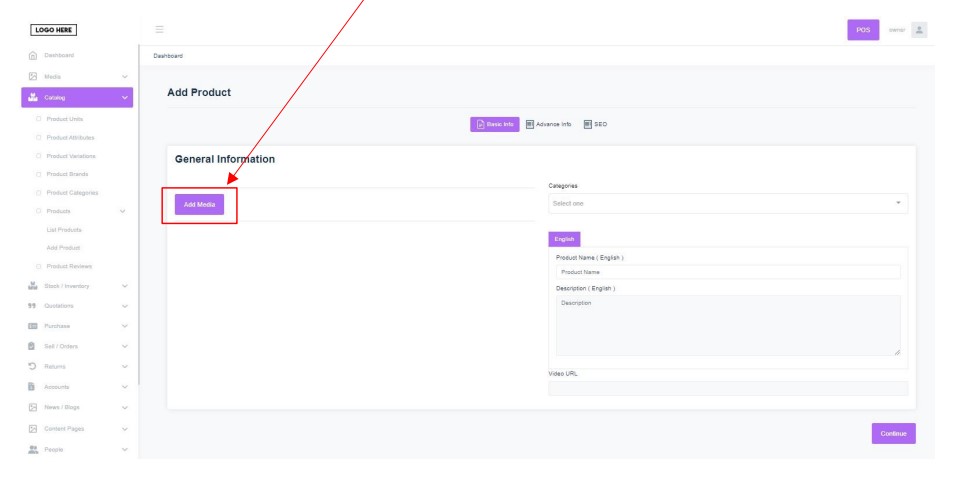 LOGO HERE
POS owner
Dashboard
Dashboard
Media
Catalog
Product Units
Product Attributes
Product Variations
Product Brands
Product Categories
Products
List Products
Add Product
Product Reviews
Stock / Inventory
Quotations
Purchase
Sell / Orders
Returns
Accounts
News / Blogs
Content Pages
People
Add Product
Basic Info Advance Info SEO
General Information
Add Media
Categories
Select one
English
Product Name ( English )
Product Name
Description ( English )
Description
Video URL
Continue